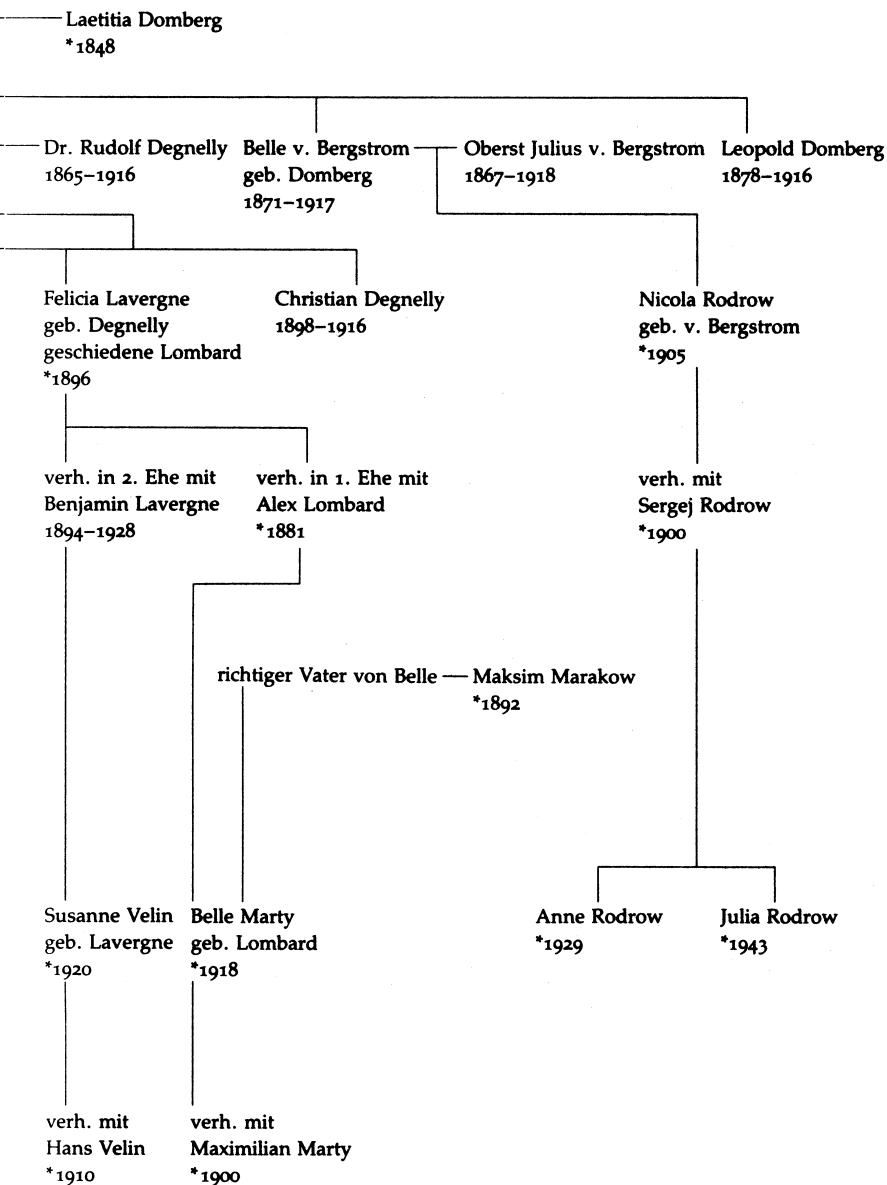 Laetitia Domberg
*1848
Dr. Rudolf Degnelly
1865–1916
Belle v. Bergstrom
geb. Domberg
1871–1917
Oberst Julius v. Bergstrom
1867–1918
Leopold Domberg
1878–1916
Felicia Lavergne
geb. Degnelly
geschiedene Lombard
*1896
Christian Degnelly
1898–1916
Nicola Rodrow
geb. v. Bergstrom
*1905
verh. in 2. Ehe mit
Benjamin Lavergne
1894–1928
verh. in 1. Ehe mit
Alex Lombard
*1881
verh. mit
Sergej Rodrow
*1900
richtiger Vater von Belle
Maksim Marakow
*1892
Susanne Velin
geb. Lavergne
*1920
Belle Marty
geb. Lombard
*1918
Anne Rodrow
*1929
Julia Rodrow
*1943
verh. mit
Hans Velin
*1910
verh. mit
Maximilian Marty
*1900